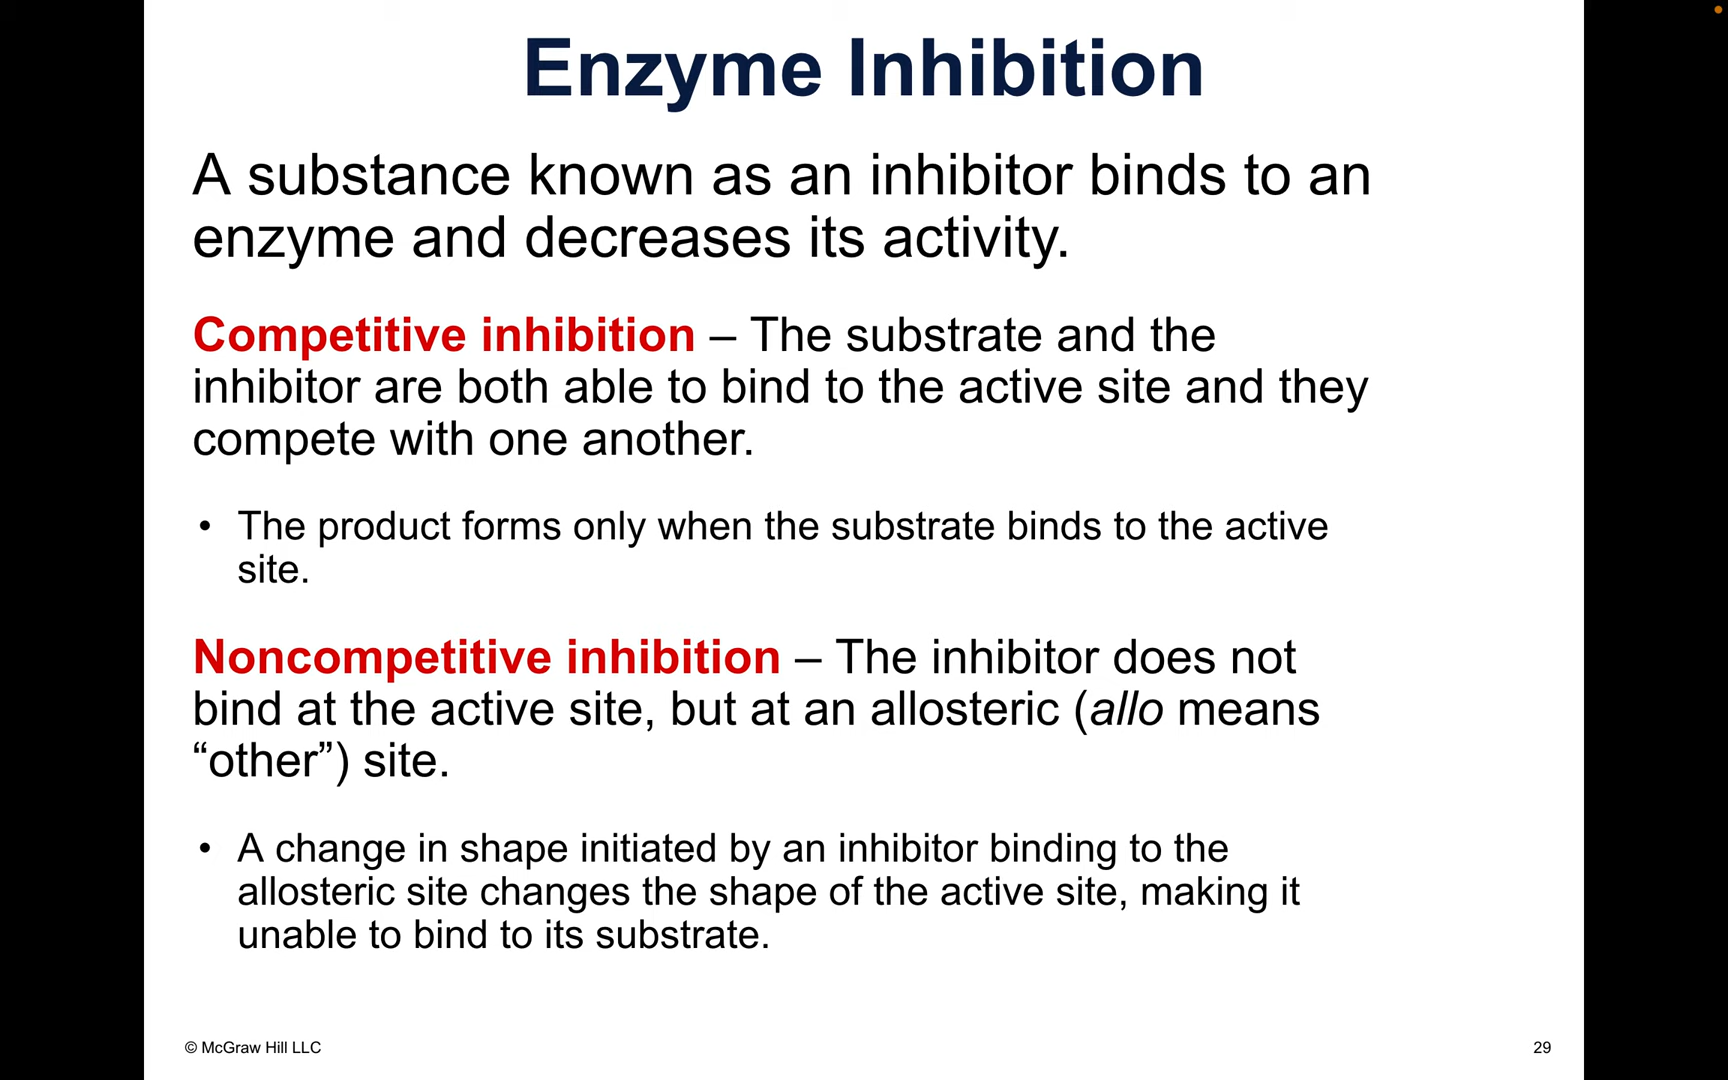 Enzyme Inhibition
A substance known as an inhibitor binds to an
enzyme and decreases its activity.
Competitive inhibition – The substrate and the
inhibitor are both able to bind to the active site and they
compete with one another.
• The product forms only when the substrate binds to the active
site.
Noncompetitive inhibition – The inhibitor does not
bind at the active site, but at an allosteric (allo means
“other”) site.
• A change in shape initiated by an inhibitor binding to the
allosteric site changes the shape of the active site, making it
unable to bind to its substrate.
© McGraw Hill LLC
29